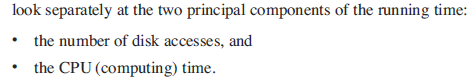 look separately at the two principal components of the running time:
• the number of disk accesses, and
• the CPU (computing) time.